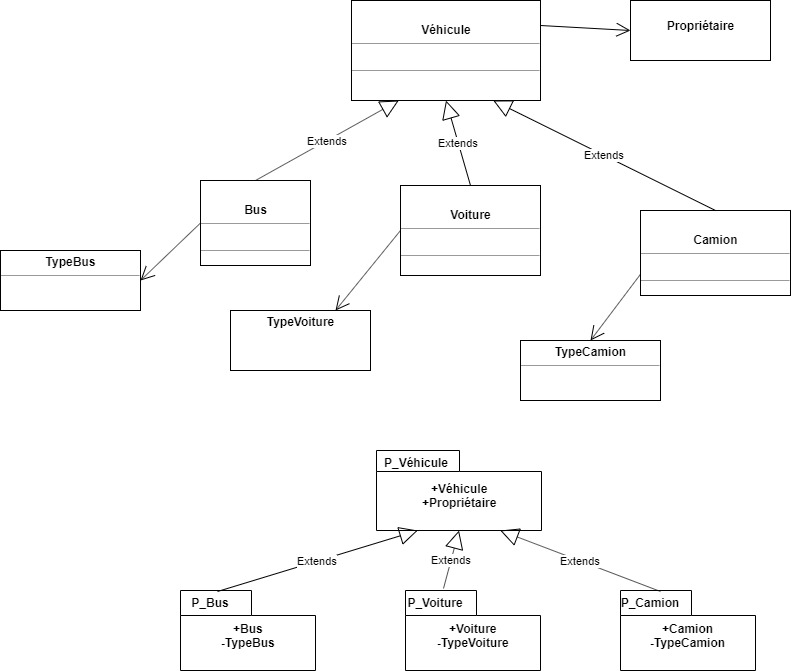 Véhicule
Propriétaire
Extends
Extends
Extends
Bus
Voiture
Camion
TypeBus
TypeVoiture
TypeCamion
P_Véhicule
+Véhicule
+Propriétaire
Extends
Extends
Extends
P_Bus
+Bus
-TypeBus
P_Voiture
+Voiture
-TypeVoiture
P_Camion
+Camion
-TypeCamion